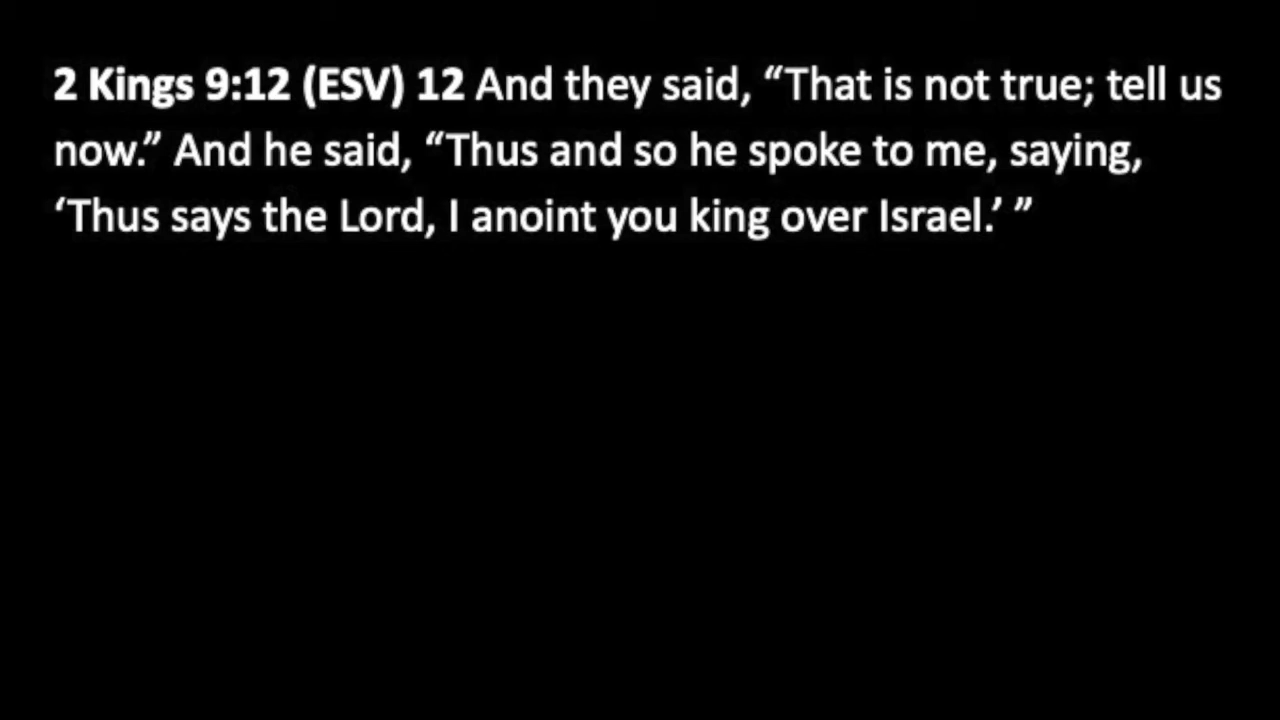 2 Kings 9:12 (ESV) 12 And they said, “That is not true; tell us
now.” And he said, “Thus and so he spoke to me, saying,
‘Thus says the Lord, I anoint you king over Israel.’ ”